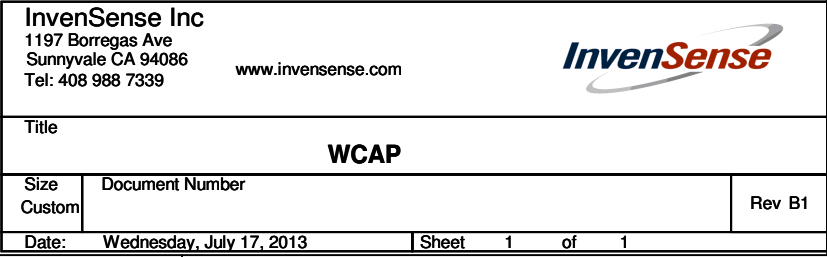 InvenSense Inc
1197 Borregas Ave
Sunnyvale CA 94086
Tel: 408 988 7339
www.invensense.com
InvenSense
Title
WCAP
Size
Custom
Document Number
Rev B1
Date: Wednesday, July 17, 2013 Sheet 1 of 1